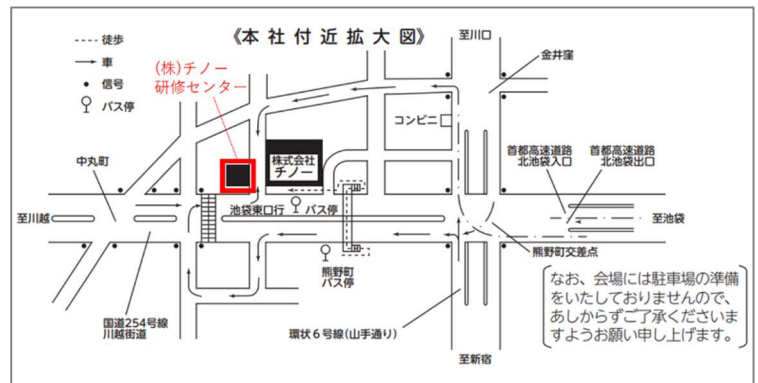 《本社付近拡大図》
徒歩
車
信号
バス停
(株)チノー
研修センター
至川口
金井窪
コンビニ
株式会社
チノー
中丸町
首都高速道路
北池袋入口
首都高速道路
北池袋出口
至川越
池袋東口行
バス停
至池袋
熊野町
バス停
熊野町交差点
国道254号線
川越街道
環状6号線(山手通り)
至新宿
なお、会場には駐車場の準備
をいたしておりませんので、
あしからずご了承くださいま
すようお願い申し上げます。